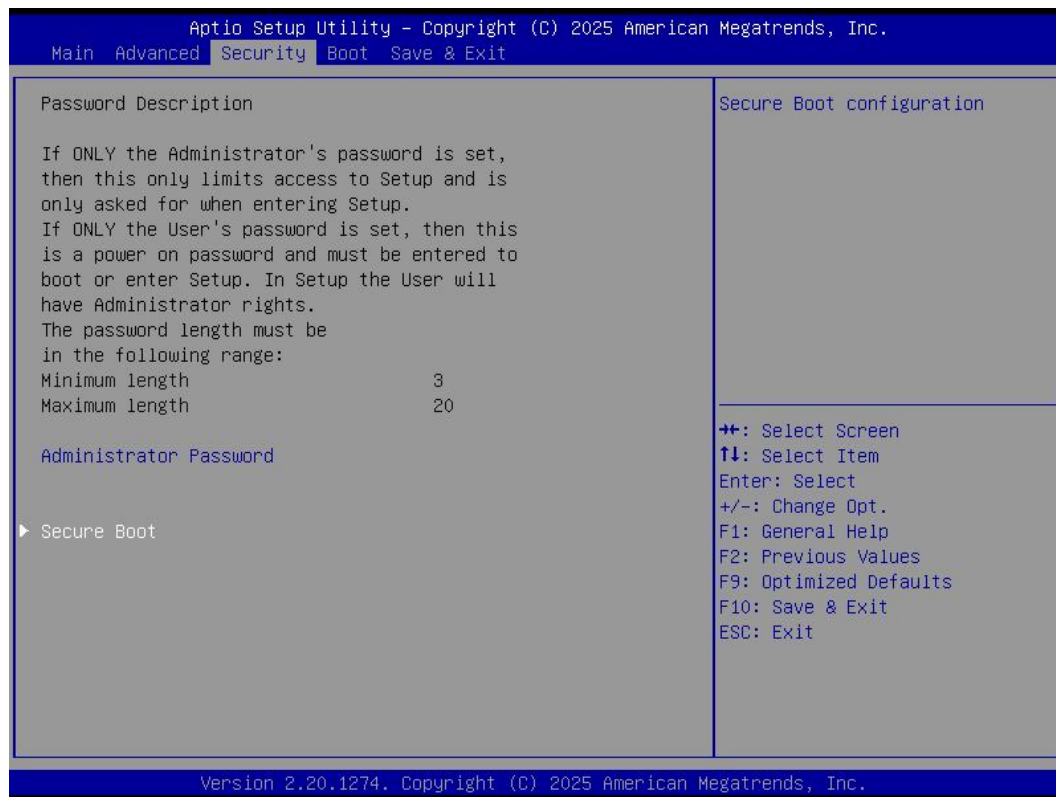 Aptio Setup Utility - Copyright (C) 2025 American Megatrends, Inc.
Main Advanced Security Boot Save & Exit
Password Description
If ONLY the Administrator's password is set,
then this only limits access to Setup and is
only asked for when entering Setup.
If ONLY the User's password is set, then this
is a power on password and must be entered to
boot or enter Setup. In Setup the User will
have Administrator rights.
The password length must be
in the following range:
Minimum length 3
Maximum length 20
Administrator Password
Secure Boot
Secure Boot configuration
→←: Select Screen
↑↓: Select Item
Enter: Select
+/-: Change Opt.
F1: General Help
F2: Previous Values
F9: Optimized Defaults
F10: Save & Exit
ESC: Exit
Version 2.20.1274. Copyright (C) 2025 American Megatrends, Inc.